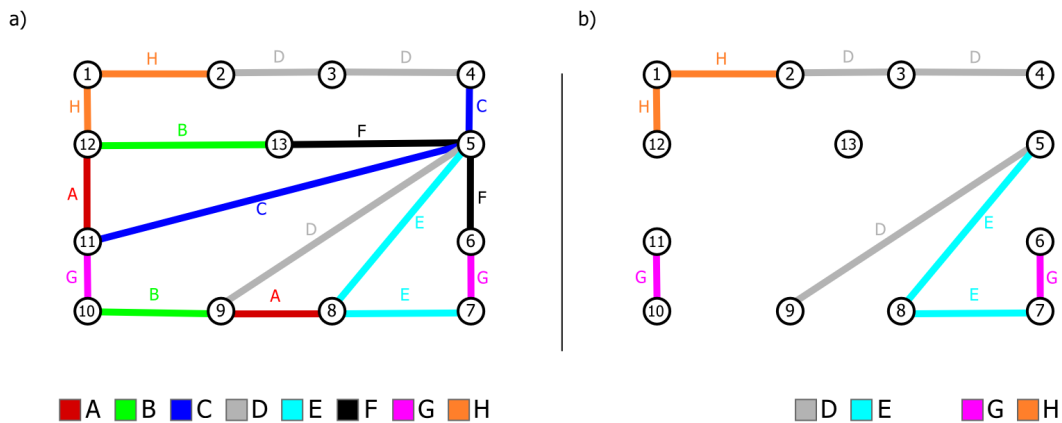 a)
b)
H D D
1 2 3 4
H C
B F
12 13 5
A C D E F
11 6
G B A E G
10 9 8 7
A B C D E F G H
H D D
1 2 3 4
H
12 13 5
D E
11 6
G E G
10 9 8 7
D E G H